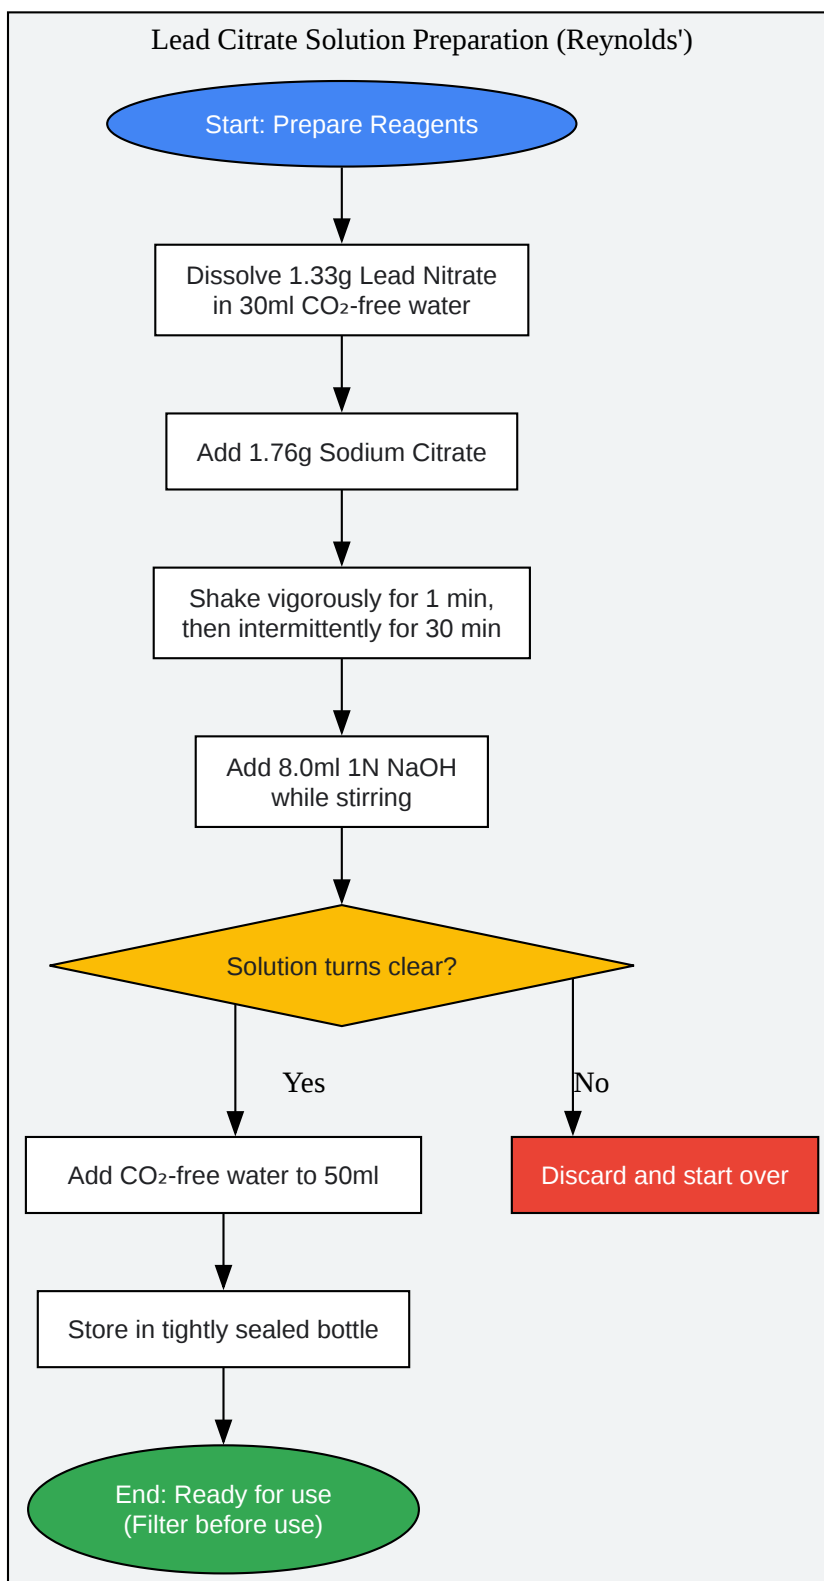 Lead Citrate Solution Preparation (Reynolds')
Start: Prepare Reagents
Dissolve 1.33g Lead Nitrate
in 30ml CO₂-free water
Add 1.76g Sodium Citrate
Shake vigorously for 1 min,
then intermittently for 30 min
Add 8.0ml 1N NaOH
while stirring
Solution turns clear?
Yes
No
Add CO₂-free water to 50ml
Discard and start over
Store in tightly sealed bottle
End: Ready for use
(Filter before use)